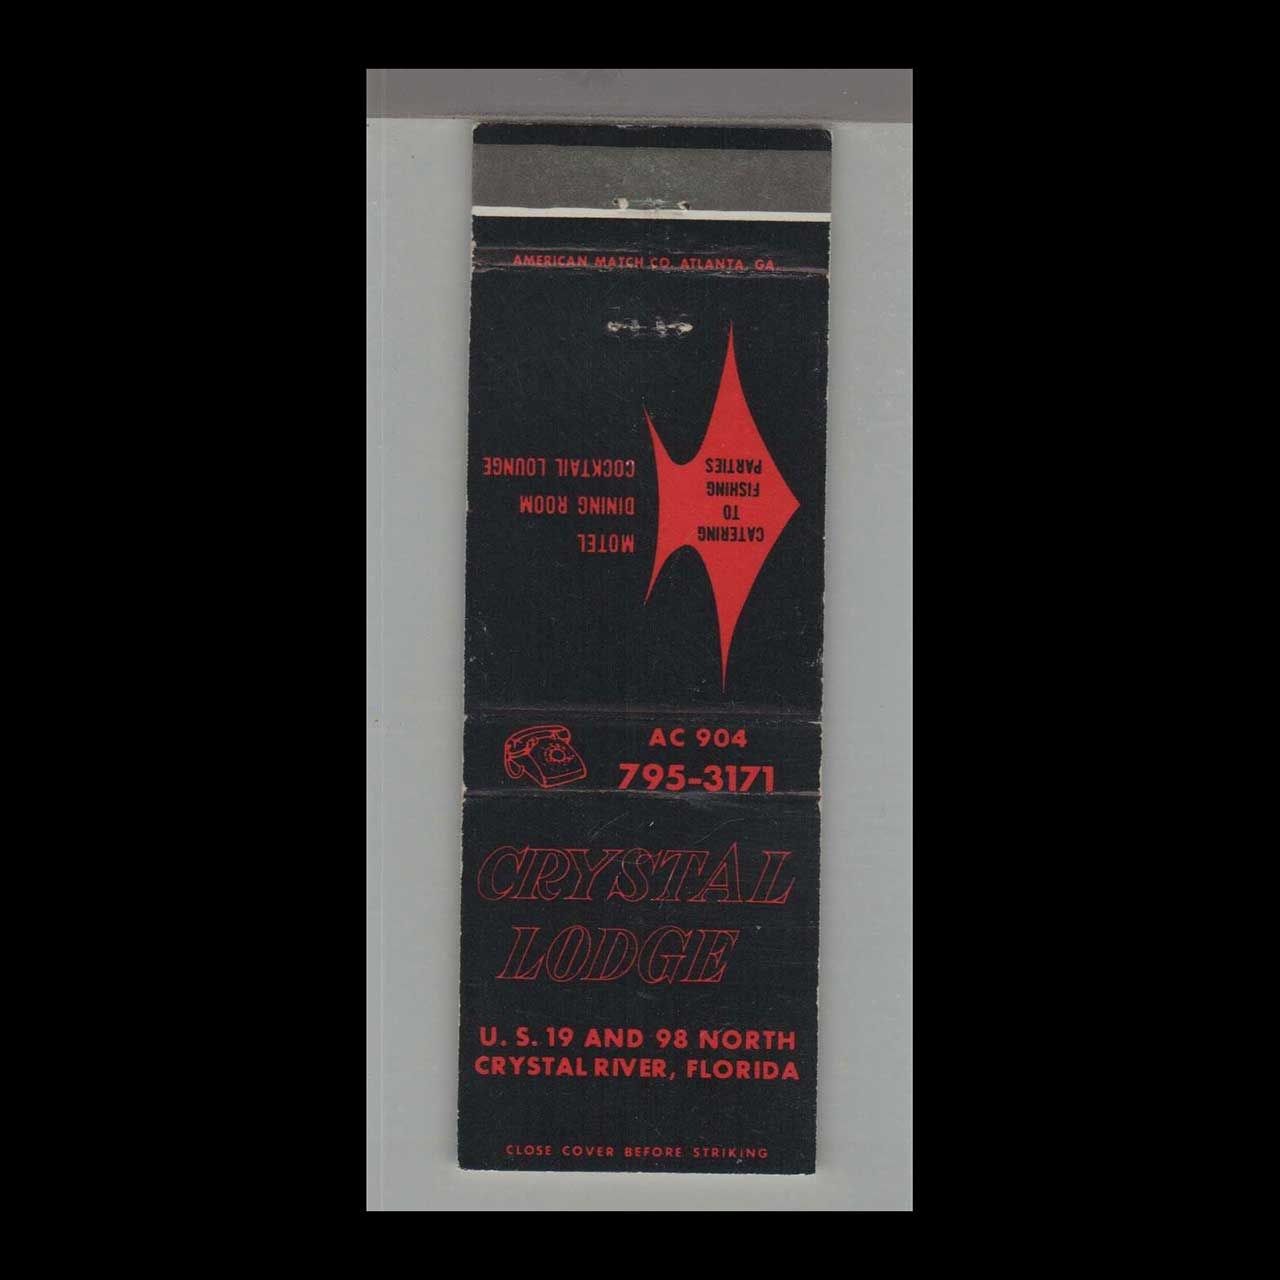 AMERICAN MATCH CO. ATLANTA, GA.
CATERING
TO
FISHING
PARTIES
MOTEL
DINING ROOM
COCKTAIL LOUNGE
AC 904
795-3171
CRYSTAL
LODGE
U. S. 19 AND 98 NORTH
CRYSTAL RIVER, FLORIDA
CLOSE COVER BEFORE STRIKING